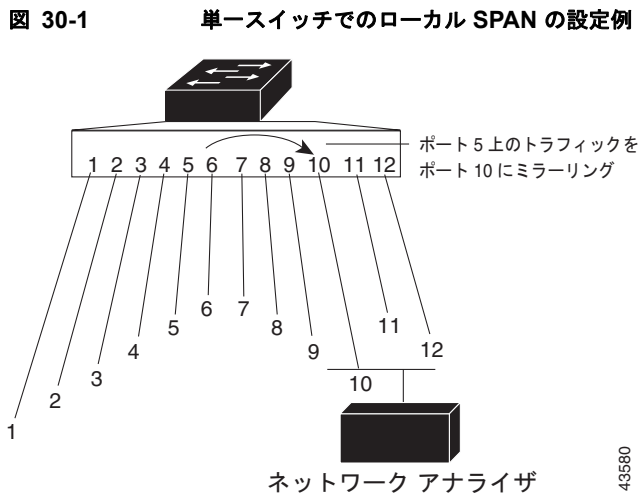 図 30-1 単一スイッチでのローカル SPAN の設定例
1 2 3 4 5 6 7 8 9 10 11 12
ポート 5 上のトラフィックを
ポート 10 にミラーリング
6 7
5 8 11
4 9 12
3 10
2
1
ネットワーク アナライザ
43580